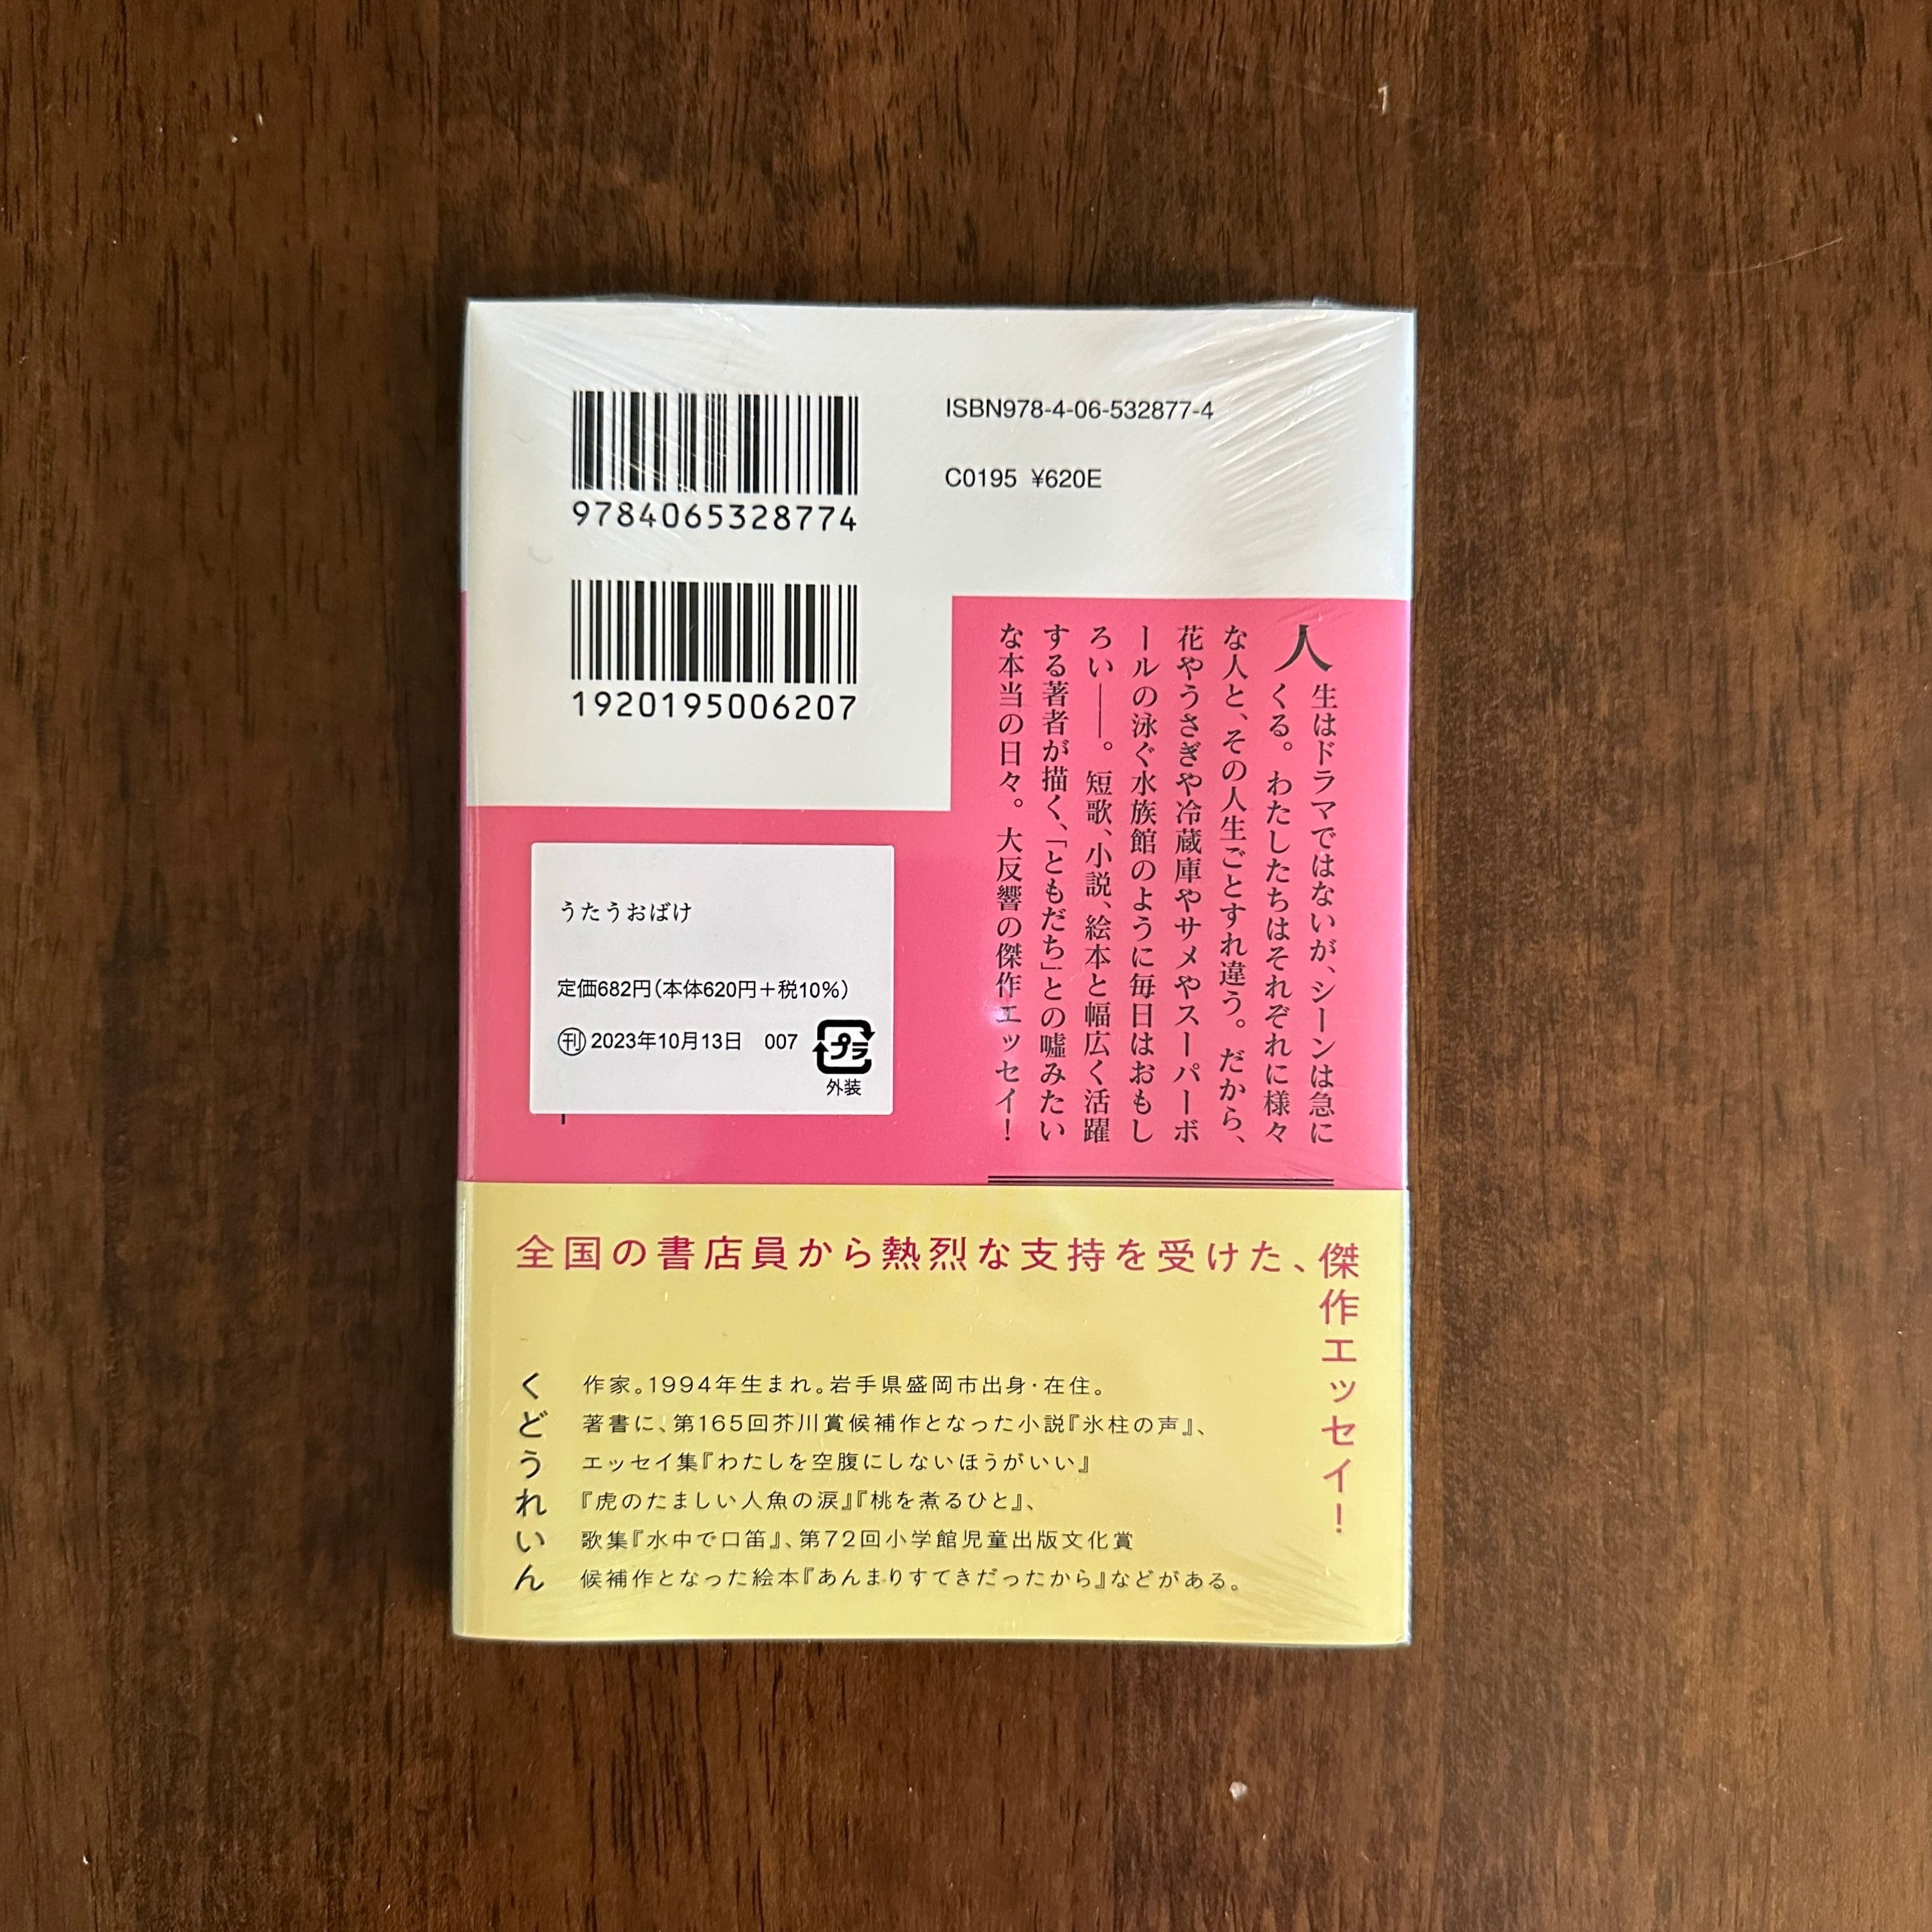 9784065328774
ISBN978-4-06-532877-4
C0195 ¥620E
1920195006207
人生はドラマではないが、シーンは急に
くる。わたしたちはそれぞれに様々
な人と、その人生ごとすれ違う。だから、
花やうさぎや冷蔵庫やサメやスーパーボ
ールの泳ぐ水族館のように毎日はおもし
ろい――。短歌、小説、絵本と幅広く活躍
する著者が描く、「ともだち」との嘘みたい
な本当の日々。大反響の傑作エッセイ!
うたうおばけ
定価682円(本体620円+税10%)
㊑2023年10月13日 007
プラ
外装
全国の書店員から熱烈な支持を受けた、
傑作エッセイ!
くどうれいん
作家。1994年生まれ。岩手県盛岡市出身・在住。
著書に、第165回芥川賞候補作となった小説『氷柱の声』、
エッセイ集『わたしを空腹にしないほうがいい』
『虎のたましい人魚の涙』『桃を煮るひと』、
歌集『水中で口笛』、第72回小学館児童出版文化賞
候補作となった絵本『あんまりすてきだったから』などがある。